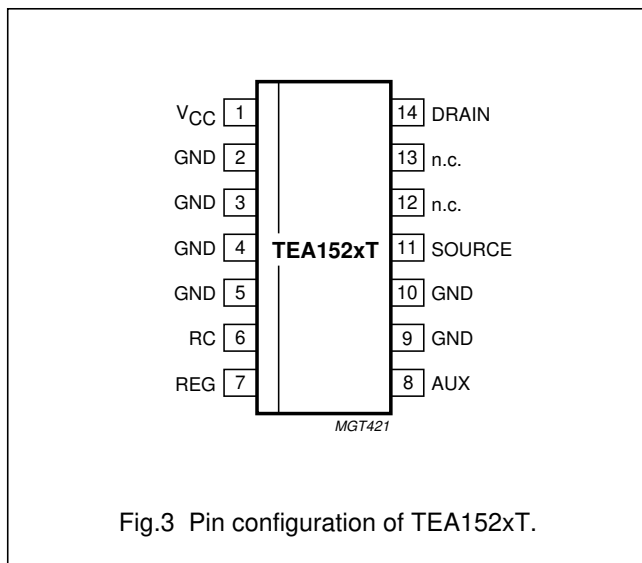 VCC 1 14 DRAIN
GND 2 13 n.c.
GND 3 12 n.c.
GND 4 TEA152xT 11 SOURCE
GND 5 10 GND
RC 6 9 GND
REG 7 8 AUX
MGT421
Fig.3 Pin configuration of TEA152xT.